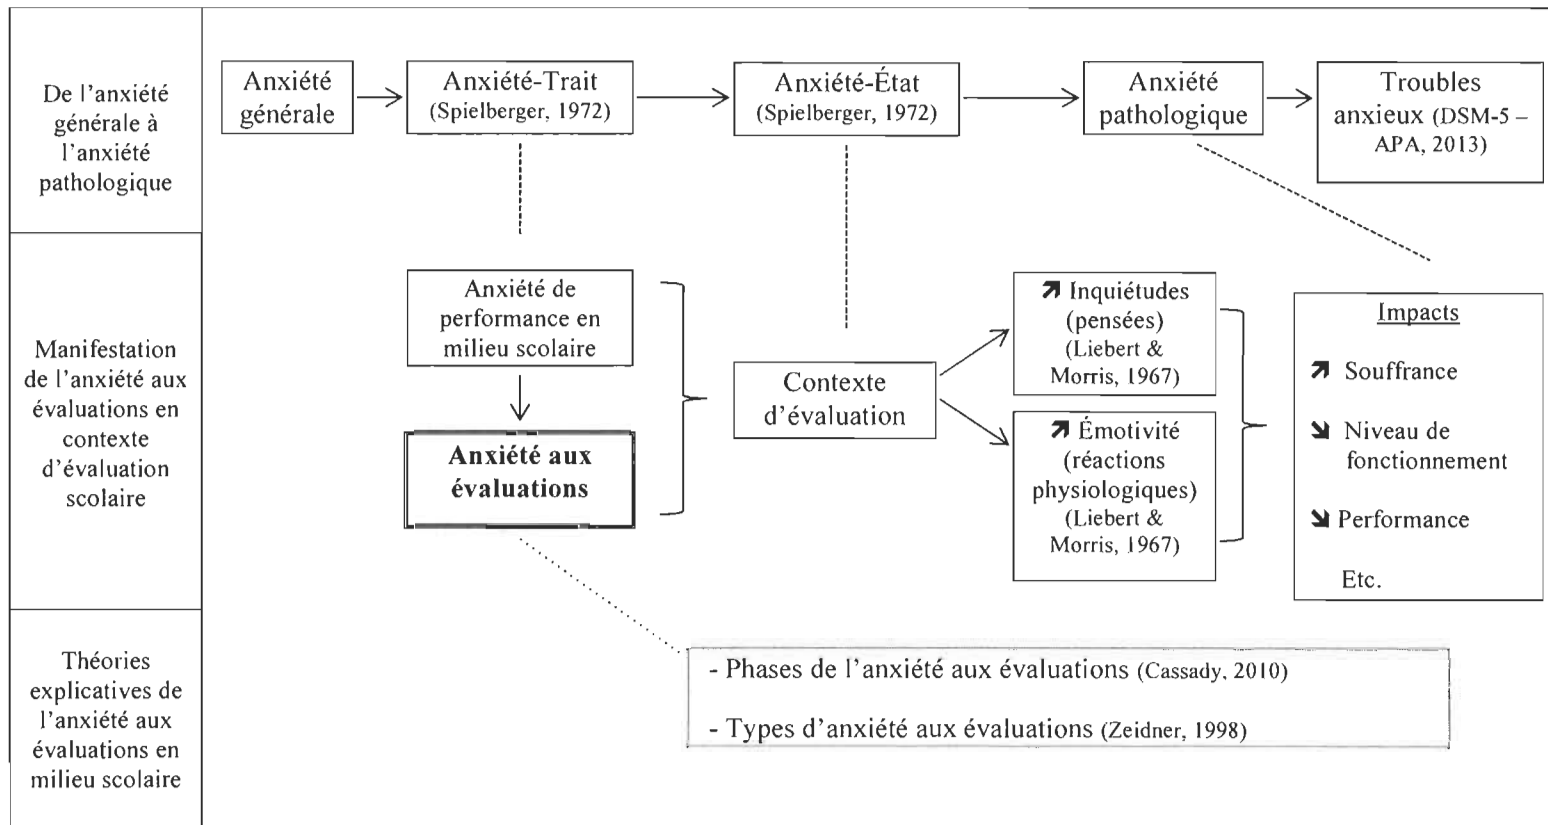 De l'anxiété
générale à
l'anxiété
pathologique
Anxiété
générale
Anxiété-Trait
(Spielberger, 1972)
Anxiété-État
(Spielberger, 1972)
Anxiété
pathologique
Troubles
anxieux (DSM-5 –
APA, 2013)
Manifestation
de l'anxiété aux
évaluations en
contexte
d'évaluation
scolaire
Anxiété de
performance en
milieu scolaire
Anxiété aux
évaluations
Contexte
d'évaluation
↗ Inquiétudes
(pensées)
(Liebert &
Morris, 1967)
↗ Émotivité
(réactions
physiologiques)
(Liebert &
Morris, 1967)
Impacts
↗ Souffrance
↘ Niveau de
fonctionnement
↘ Performance
Etc.
Théories
explicatives de
l'anxiété aux
évaluations en
milieu scolaire
- Phases de l'anxiété aux évaluations (Cassady, 2010)
- Types d'anxiété aux évaluations (Zeidner, 1998)